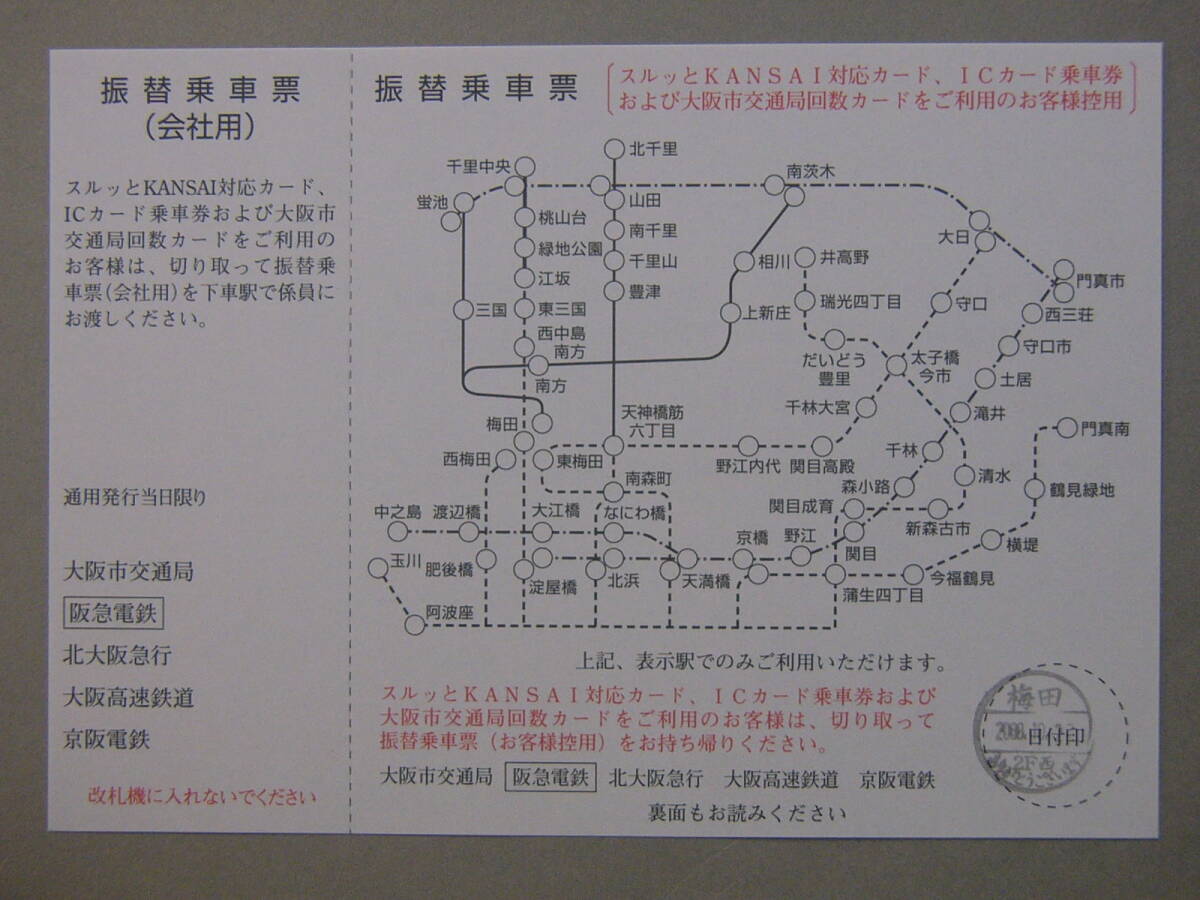 振替乗車票
（会社用）
スルッとKANSAI対応カード、
ICカード乗車券および大阪市
交通局回数カードをご利用の
お客様は、切り取って振替乗
車票（会社用）を下車駅で係員に
お渡しください。
通用発行当日限り
大阪市交通局
阪急電鉄
北大阪急行
大阪高速鉄道
京阪電鉄
改札機に入れないでください
振替乗車票
スルッとKANSAI対応カード、ICカード乗車券
および大阪市交通局回数カードをご利用のお客様控用
北千里
千里中央
南茨木
蛍池
山田
桃山台
南千里
大日
緑地公園
千里山
相川
井高野
門真市
江坂
豊津
三国
東三国
上新庄
瑞光四丁目
守口
西三荘
西中島
南方
南方
だいどう
豊里
太子橋
今市
守口市
土居
梅田
天神橋筋
六丁目
千林大宮
滝井
門真南
西梅田
東梅田
野江内代
関目高殿
千林
南森町
森小路
清水
鶴見緑地
中之島
渡辺橋
大江橋
なにわ橋
関目成育
新森古市
京橋
野江
関目
横堤
玉川
肥後橋
淀屋橋
北浜
天満橋
蒲生四丁目
今福鶴見
阿波座
上記、表示駅でのみご利用いただけます。
スルッとKANSAI対応カード、ICカード乗車券および
大阪市交通局回数カードをご利用のお客様は、切り取って
振替乗車票（お客様控用）をお持ち帰りください。
大阪市交通局
阪急電鉄
北大阪急行
大阪高速鉄道
京阪電鉄
裏面もお読みください
梅田
日付印
2F西